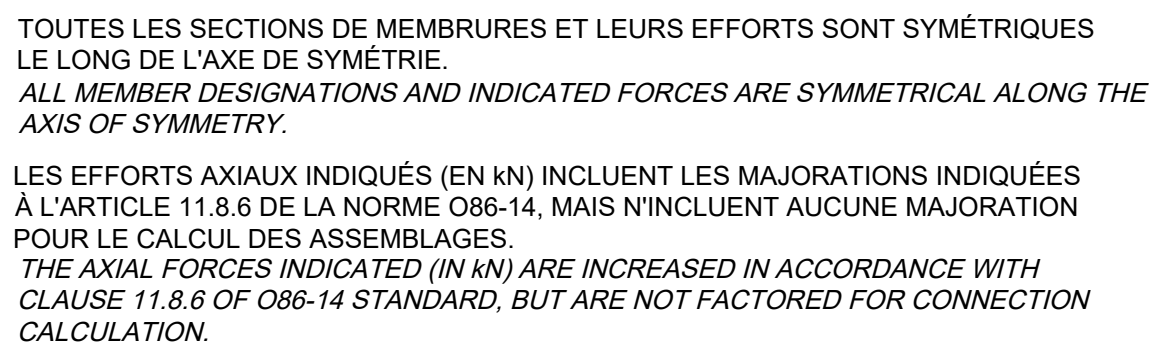 TOUTES LES SECTIONS DE MEMBRURES ET LEURS EFFORTS SONT SYMÉTRIQUES
LE LONG DE L'AXE DE SYMÉTRIE.
ALL MEMBER DESIGNATIONS AND INDICATED FORCES ARE SYMMETRICAL ALONG THE
AXIS OF SYMMETRY.
LES EFFORTS AXIAUX INDIQUÉS (EN kN) INCLUENT LES MAJORATIONS INDIQUÉES
À L'ARTICLE 11.8.6 DE LA NORME O86-14, MAIS N'INCLUENT AUCUNE MAJORATION
POUR LE CALCUL DES ASSEMBLAGES.
THE AXIAL FORCES INDICATED (IN kN) ARE INCREASED IN ACCORDANCE WITH
CLAUSE 11.8.6 OF O86-14 STANDARD, BUT ARE NOT FACTORED FOR CONNECTION
CALCULATION.